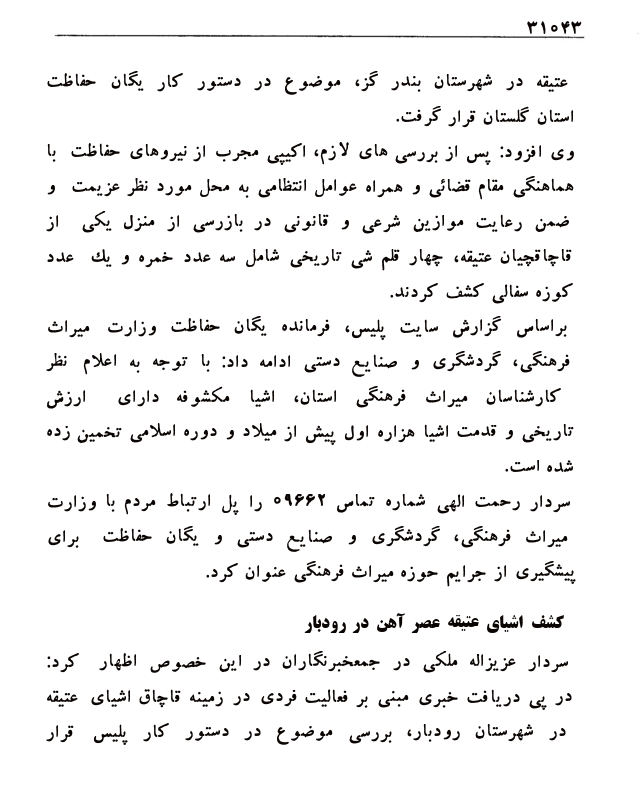 ۳۱۰۴۳
عتیقه در شهرستان بندر گز، موضوع در دستور کار یگان حفاظت
استان گلستان قرار گرفت.
وی افزود: پس از بررسی های لازم، اکیپی مجرب از نیروهای حفاظت با
هماهنگی مقام قضائی و همراه عوامل انتظامی به محل مورد نظر عزیمت و
ضمن رعایت موازین شرعی و قانونی در بازرسی از منزل یکی از
قاچاقچیان عتیقه، چهار قلم شی تاریخی شامل سه عدد خمره و یك عدد
کوزه سفالی کشف کردند.
براساس گزارش سایت پلیس، فرمانده یگان حفاظت وزارت میراث
فرهنگی، گردشگری و صنایع دستی ادامه داد: با توجه به اعلام نظر
کارشناسان میراث فرهنگی استان، اشیا مکشوفه دارای ارزش
تاریخی و قدمت اشیا هزاره اول پیش از میلاد و دوره اسلامی تخمین زده
شده است.
سردار رحمت الهی شماره تماس ۰۹۶۶۲ را پل ارتباط مردم با وزارت
میراث فرهنگی، گردشگری و صنایع دستی و یگان حفاظت برای
پیشگیری از جرایم حوزه میراث فرهنگی عنوان کرد.
کشف اشیای عتیقه عصر آهن در رودبار
سردار عزیزاله ملکی در جمعخبرنگاران در این خصوص اظهار کرد:
در پی دریافت خبری مبنی بر فعالیت فردی در زمینه قاچاق اشیای عتیقه
در شهرستان رودبار، بررسی موضوع در دستور کار پلیس قرار